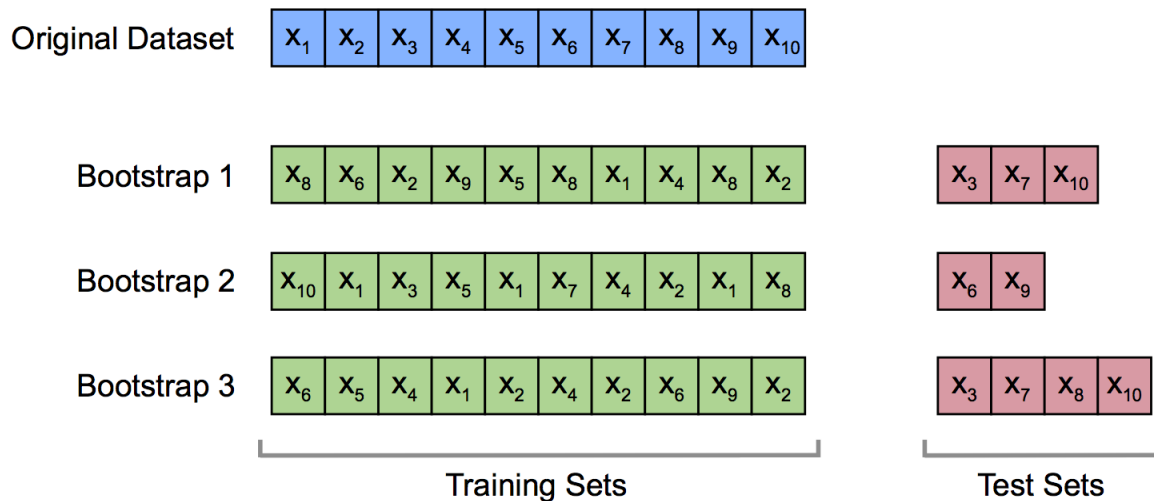 Original Dataset x₁ x₂ x₃ x₄ x₅ x₆ x₇ x₈ x₉ x₁₀
Bootstrap 1 x₈ x₆ x₂ x₉ x₅ x₈ x₁ x₄ x₈ x₂ x₃ x₇ x₁₀
Bootstrap 2 x₁₀ x₁ x₃ x₅ x₁ x₇ x₄ x₂ x₁ x₈ x₆ x₉
Bootstrap 3 x₆ x₅ x₄ x₁ x₂ x₄ x₂ x₆ x₉ x₂ x₃ x₇ x₈ x₁₀
Training Sets Test Sets